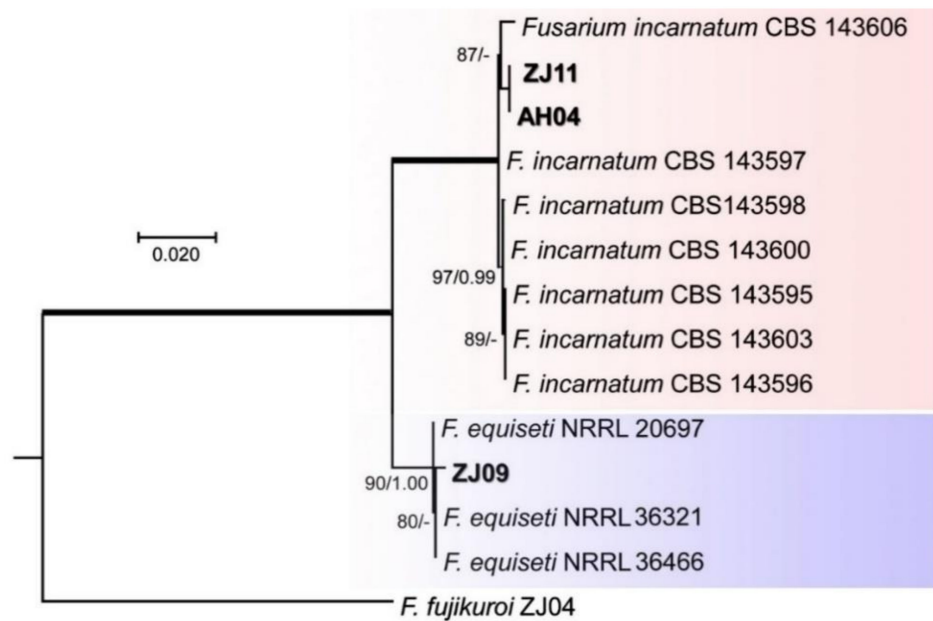 Fusarium incarnatum CBS 143606
87/-
ZJ11
AH04
F. incarnatum CBS 143597
F. incarnatum CBS143598
0.020
F. incarnatum CBS 143600
97/0.99
F. incarnatum CBS 143595
F. incarnatum CBS 143603
89/-
F. incarnatum CBS 143596
F. equiseti NRRL 20697
ZJ09
90/1.00
F. equiseti NRRL 36321
80/-
F. equiseti NRRL 36466
F. fujikuroi ZJ04